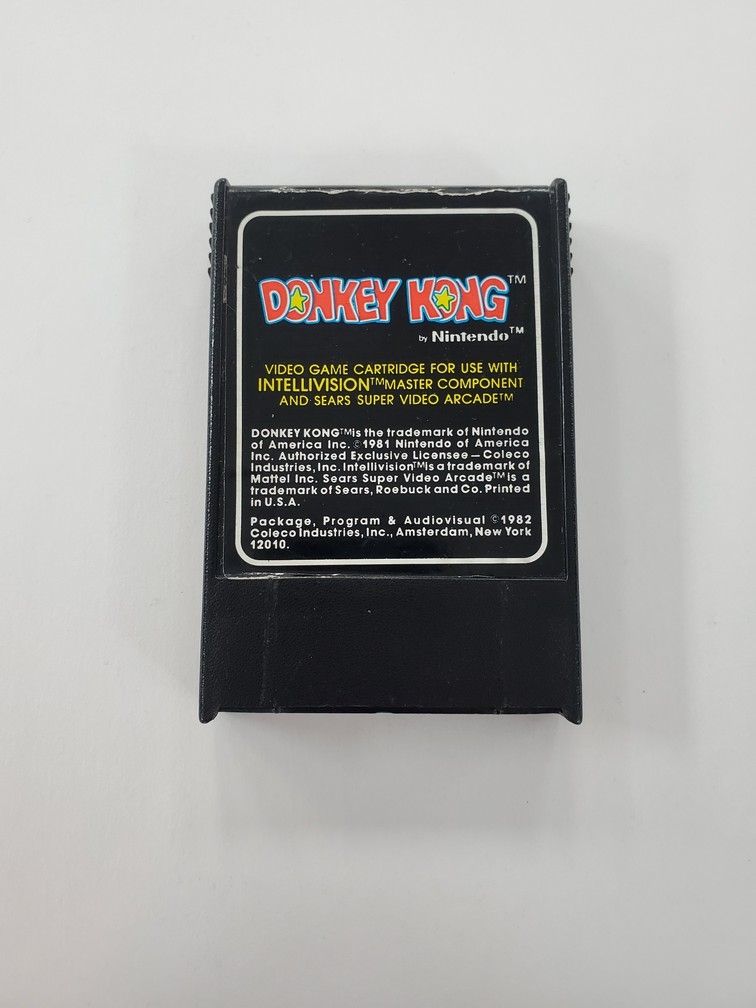 DONKEY KONG™
by Nintendo™
VIDEO GAME CARTRIDGE FOR USE WITH
INTELLIVISION™ MASTER COMPONENT
AND SEARS SUPER VIDEO ARCADE™
DONKEY KONG™ is the trademark of Nintendo
of America Inc. © 1981 Nintendo of America
Inc. Authorized Exclusive Licensee — Coleco
Industries, Inc. Intellivision™ is a trademark of
Mattel Inc. Sears Super Video Arcade™ is a
trademark of Sears, Roebuck and Co. Printed
in U.S.A.
Package, Program & Audiovisual © 1982
Coleco Industries, Inc., Amsterdam, New York
12010.